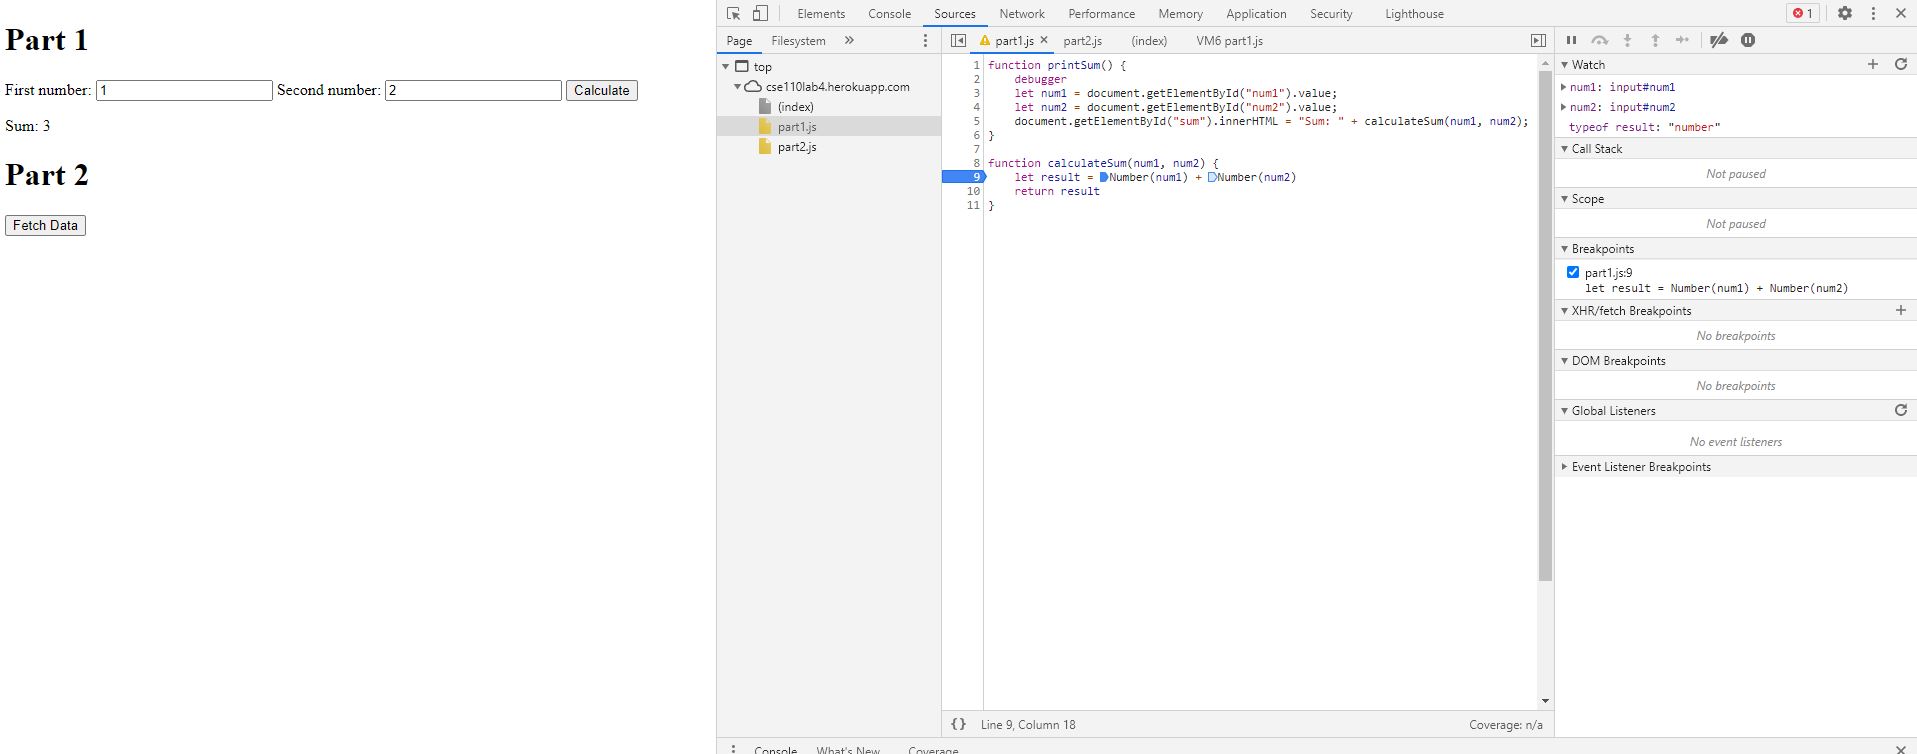 Part 1
First number: 1 Second number: 2 Calculate
Sum: 3
Part 2
Fetch Data
Elements Console Sources Network Performance Memory Application Security Lighthouse 1
Page Filesystem »
top
cse110lab4.herokuapp.com
(index)
part1.js
part2.js
part1.js part2.js (index) VM6 part1.js
1 function printSum() {
2 debugger
3 let num1 = document.getElementById("num1").value;
4 let num2 = document.getElementById("num2").value;
5 document.getElementById("sum").innerHTML = "Sum: " + calculateSum(num1, num2);
6 }
7
8 function calculateSum(num1, num2) {
9 let result = Number(num1) + Number(num2)
10 return result
11 }
{} Line 9, Column 18 Coverage: n/a
Watch
num1: input#num1
num2: input#num2
typeof result: "number"
Call Stack
Not paused
Scope
Not paused
Breakpoints
part1.js:9
let result = Number(num1) + Number(num2)
XHR/fetch Breakpoints
No breakpoints
DOM Breakpoints
No breakpoints
Global Listeners
No event listeners
Event Listener Breakpoints
Console What's New Coverage